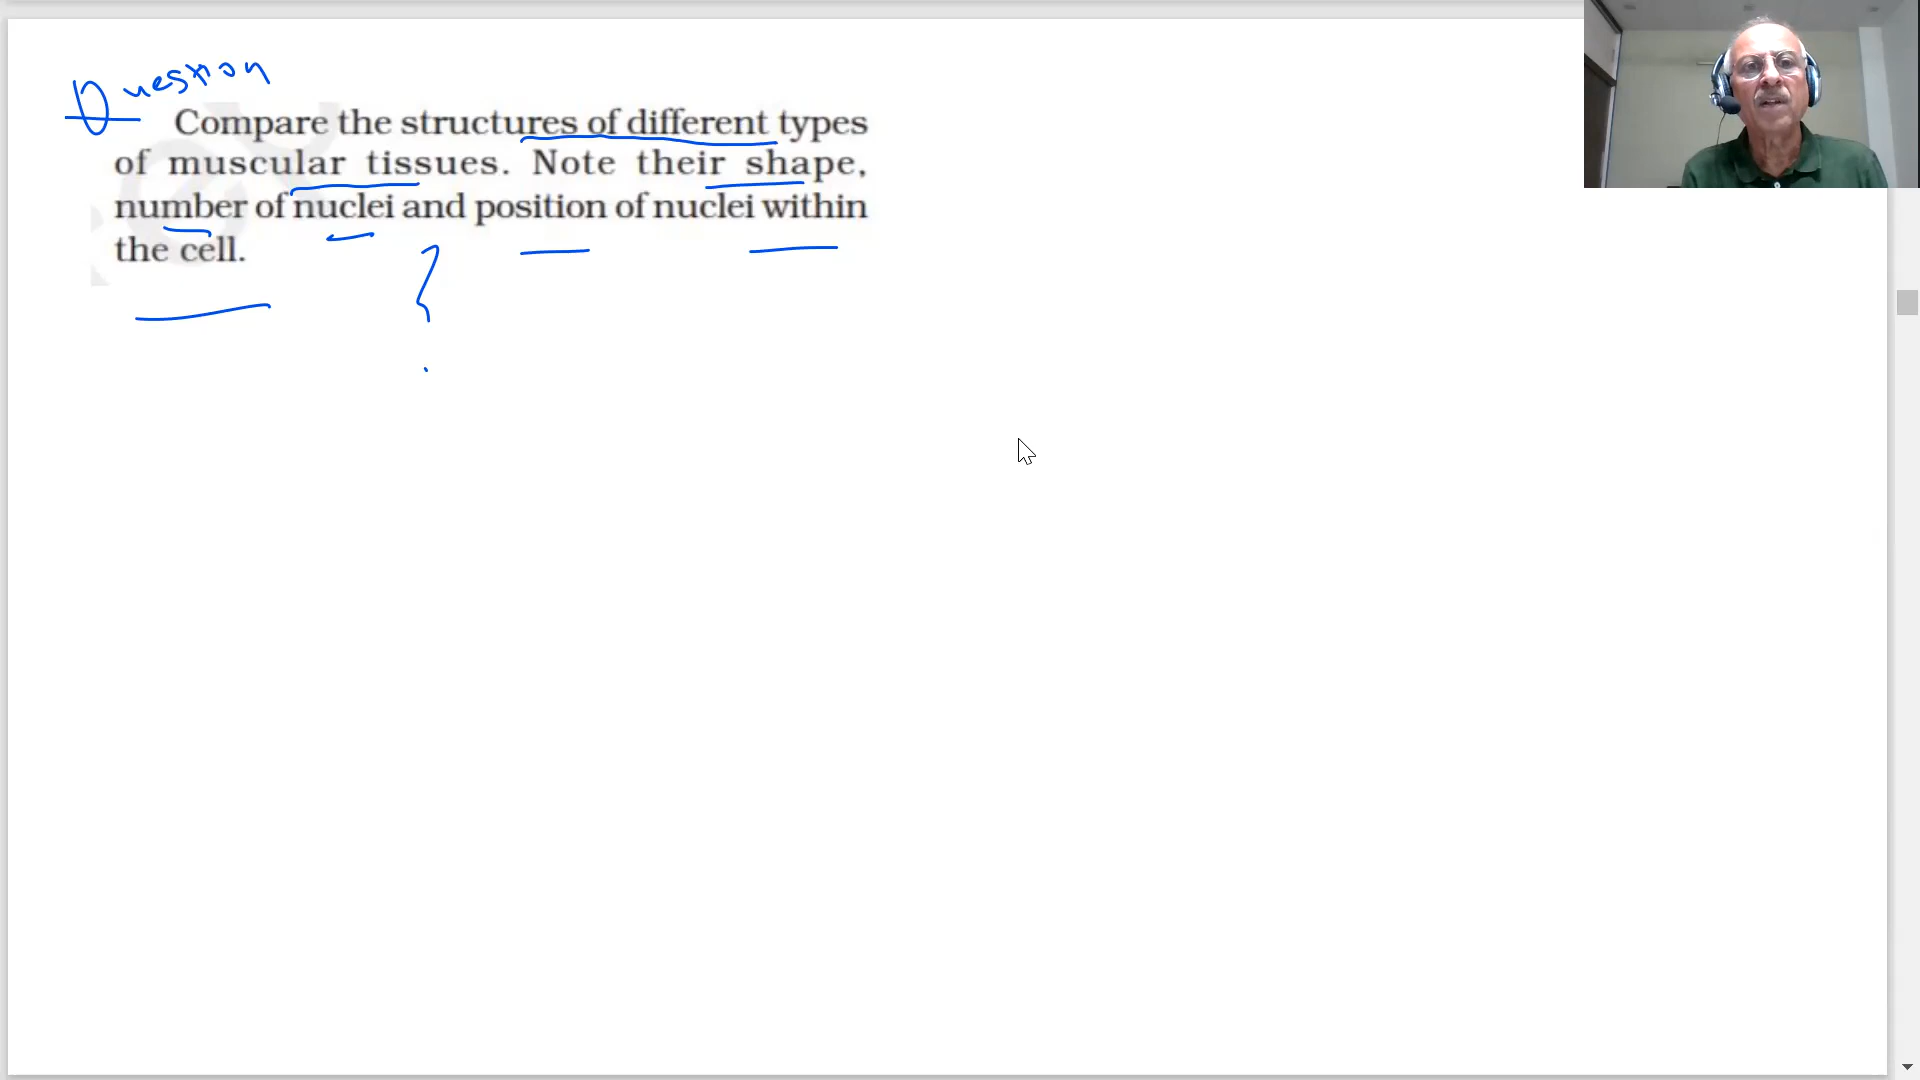 Question
Compare the structures of different types
of muscular tissues. Note their shape,
number of nuclei and position of nuclei within
the cell.
?